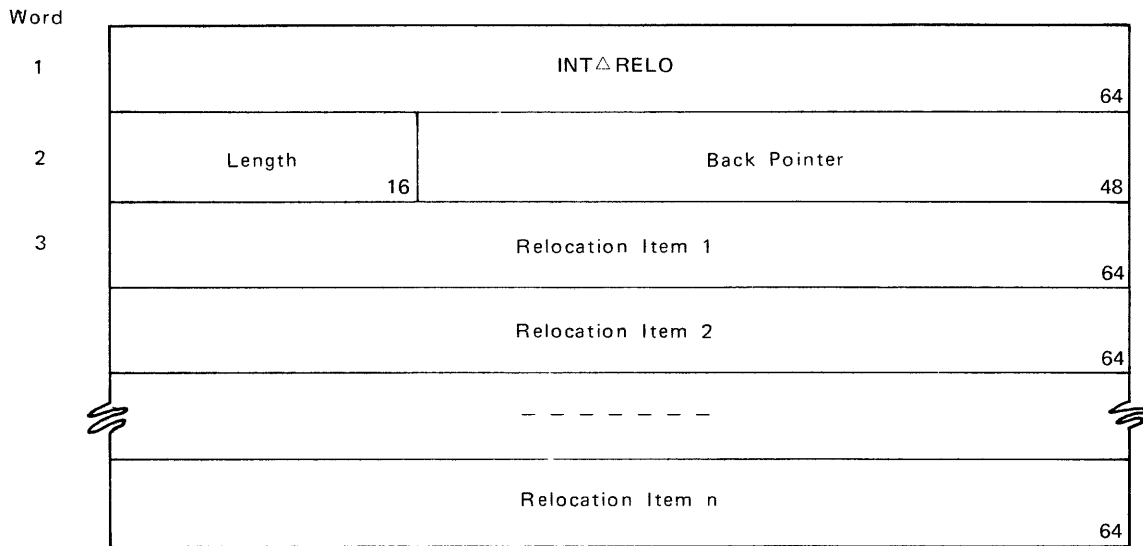 Word
1
INT△RELO
64
2
Length
16
Back Pointer
48
3
Relocation Item 1
64
Relocation Item 2
64
– – – – – – –
Relocation Item n
64